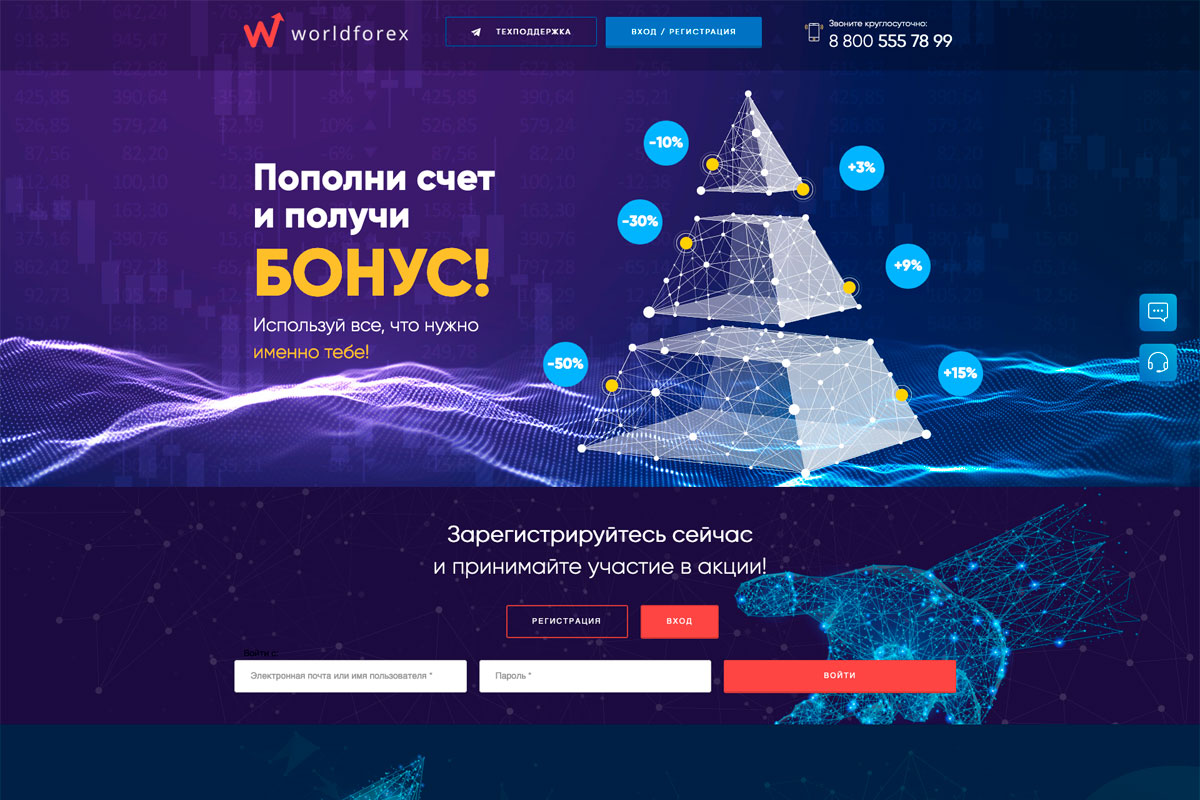 worldforex
ТЕХПОДДЕРЖКА
ВХОД / РЕГИСТРАЦИЯ
Звоните круглосуточно:
8 800 555 78 99
Пополни счет
и получи
БОНУС!
Используй все, что нужно
именно тебе!
-10%
+3%
-30%
+9%
-50%
+15%
Зарегистрируйтесь сейчас
и принимайте участие в акции!
РЕГИСТРАЦИЯ
ВХОД
Войти с:
Электронная почта или имя пользователя *
Пароль *
ВОЙТИ